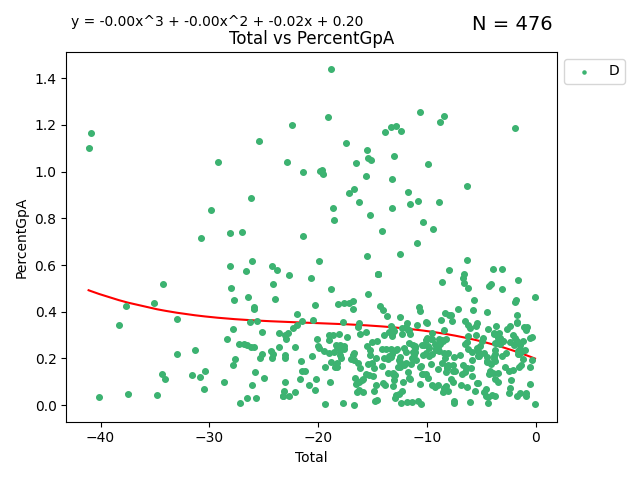 y = -0.00x^3 + -0.00x^2 + -0.02x + 0.20
N = 476
Total vs PercentGpA
D
PercentGpA
1.4
1.2
1.0
0.8
0.6
0.4
0.2
0.0
−40
−30
−20
−10
0
Total